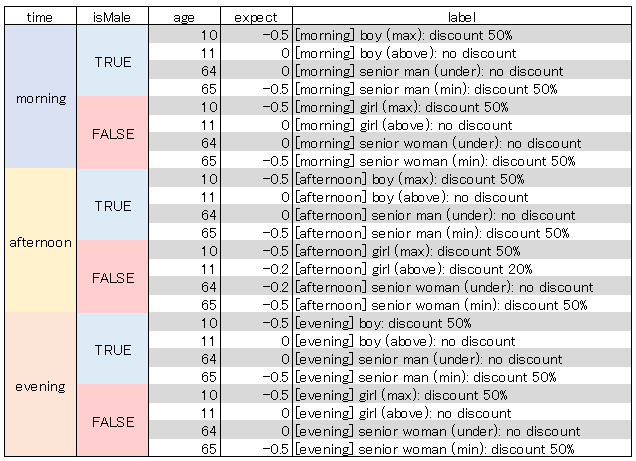 time isMale age expect label
morning TRUE 10 -0.5 [morning] boy (max): discount 50%
11 0 [morning] boy (above): no discount
64 0 [morning] senior man (under): no discount
65 -0.5 [morning] senior man (min): discount 50%
FALSE 10 -0.5 [morning] girl (max): discount 50%
11 0 [morning] girl (above): no discount
64 0 [morning] senior woman (under): no discount
65 -0.5 [morning] senior woman (min): discount 50%
afternoon TRUE 10 -0.5 [afternoon] boy (max): discount 50%
11 0 [afternoon] boy (above): no discount
64 0 [afternoon] senior man (under): no discount
65 -0.5 [afternoon] senior man (min): discount 50%
FALSE 10 -0.5 [afternoon] girl (max): discount 50%
11 -0.2 [afternoon] girl (above): discount 20%
64 -0.2 [afternoon] senior woman (under): no discount
65 -0.5 [afternoon] senior woman (min): discount 50%
evening TRUE 10 -0.5 [evening] boy: discount 50%
11 0 [evening] boy (above): no discount
64 0 [evening] senior man (under): no discount
65 -0.5 [evening] senior man (min): discount 50%
FALSE 10 -0.5 [evening] girl (max): discount 50%
11 0 [evening] girl (above): no discount
64 0 [evening] senior woman (under): no discount
65 -0.5 [evening] senior woman (min): discount 50%